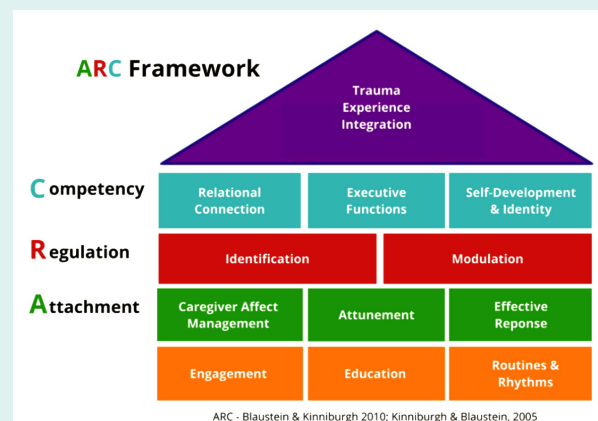 ARC Framework
Trauma
Experience
Integration
Competency
Relational
Connection
Executive
Functions
Self-Development
& Identity
Regulation
Identification
Modulation
Attachment
Caregiver Affect
Management
Attunement
Effective
Reponse
Engagement
Education
Routines &
Rhythms
ARC - Blaustein & Kinniburgh 2010; Kinniburgh & Blaustein, 2005